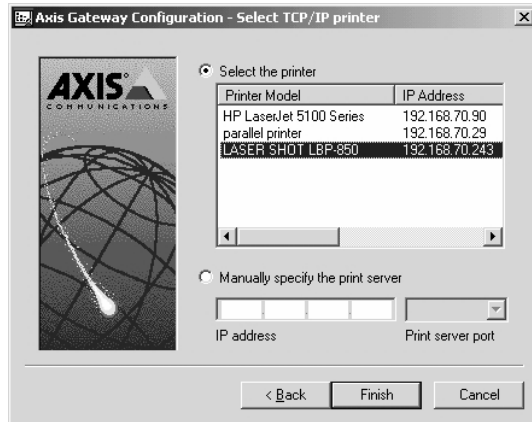 Axis Gateway Configuration - Select TCP/IP printer
AXIS
COMMUNICATIONS
Select the printer
Printer Model IP Address
HP LaserJet 5100 Series 192.168.70.90
parallel printer 192.168.70.29
LASER SHOT LBP-850 192.168.70.243
Manually specify the print server
IP address Print server port
< Back Finish Cancel